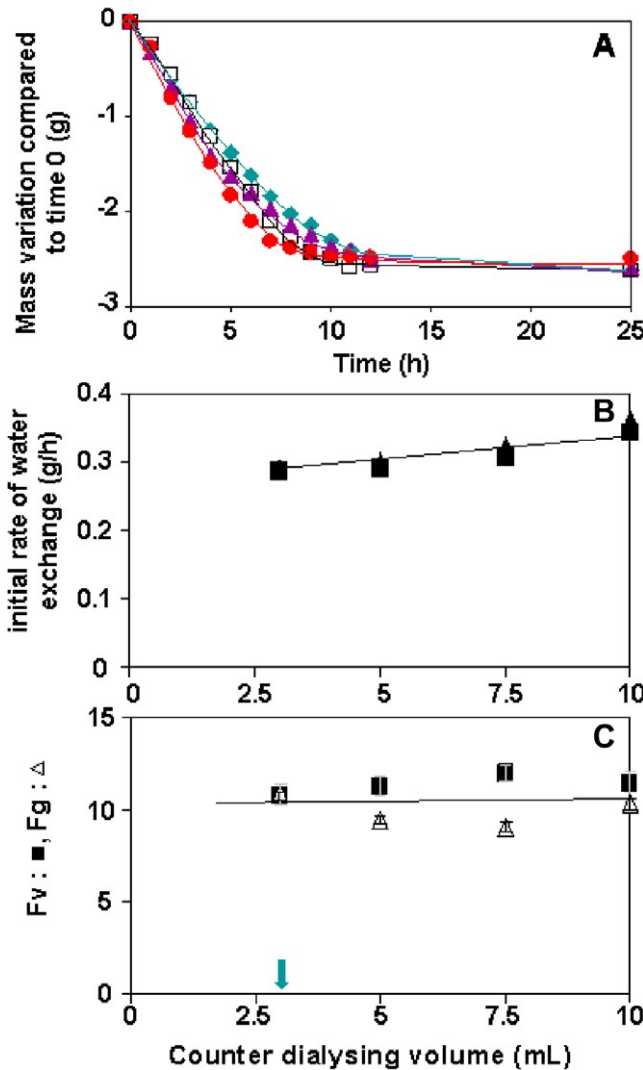 A
0
-1
-2
-3
Mass variation compared
to time 0 (g)
0 5 10 15 20 25
Time (h)
B
0.4
0.3
0.2
0.1
0
initial rate of water
exchange (g/h)
0 2.5 5 7.5 10
C
15
10
5
0
Fv : ■, Fg : △
0 2.5 5 7.5 10
Counter dialysing volume (mL)